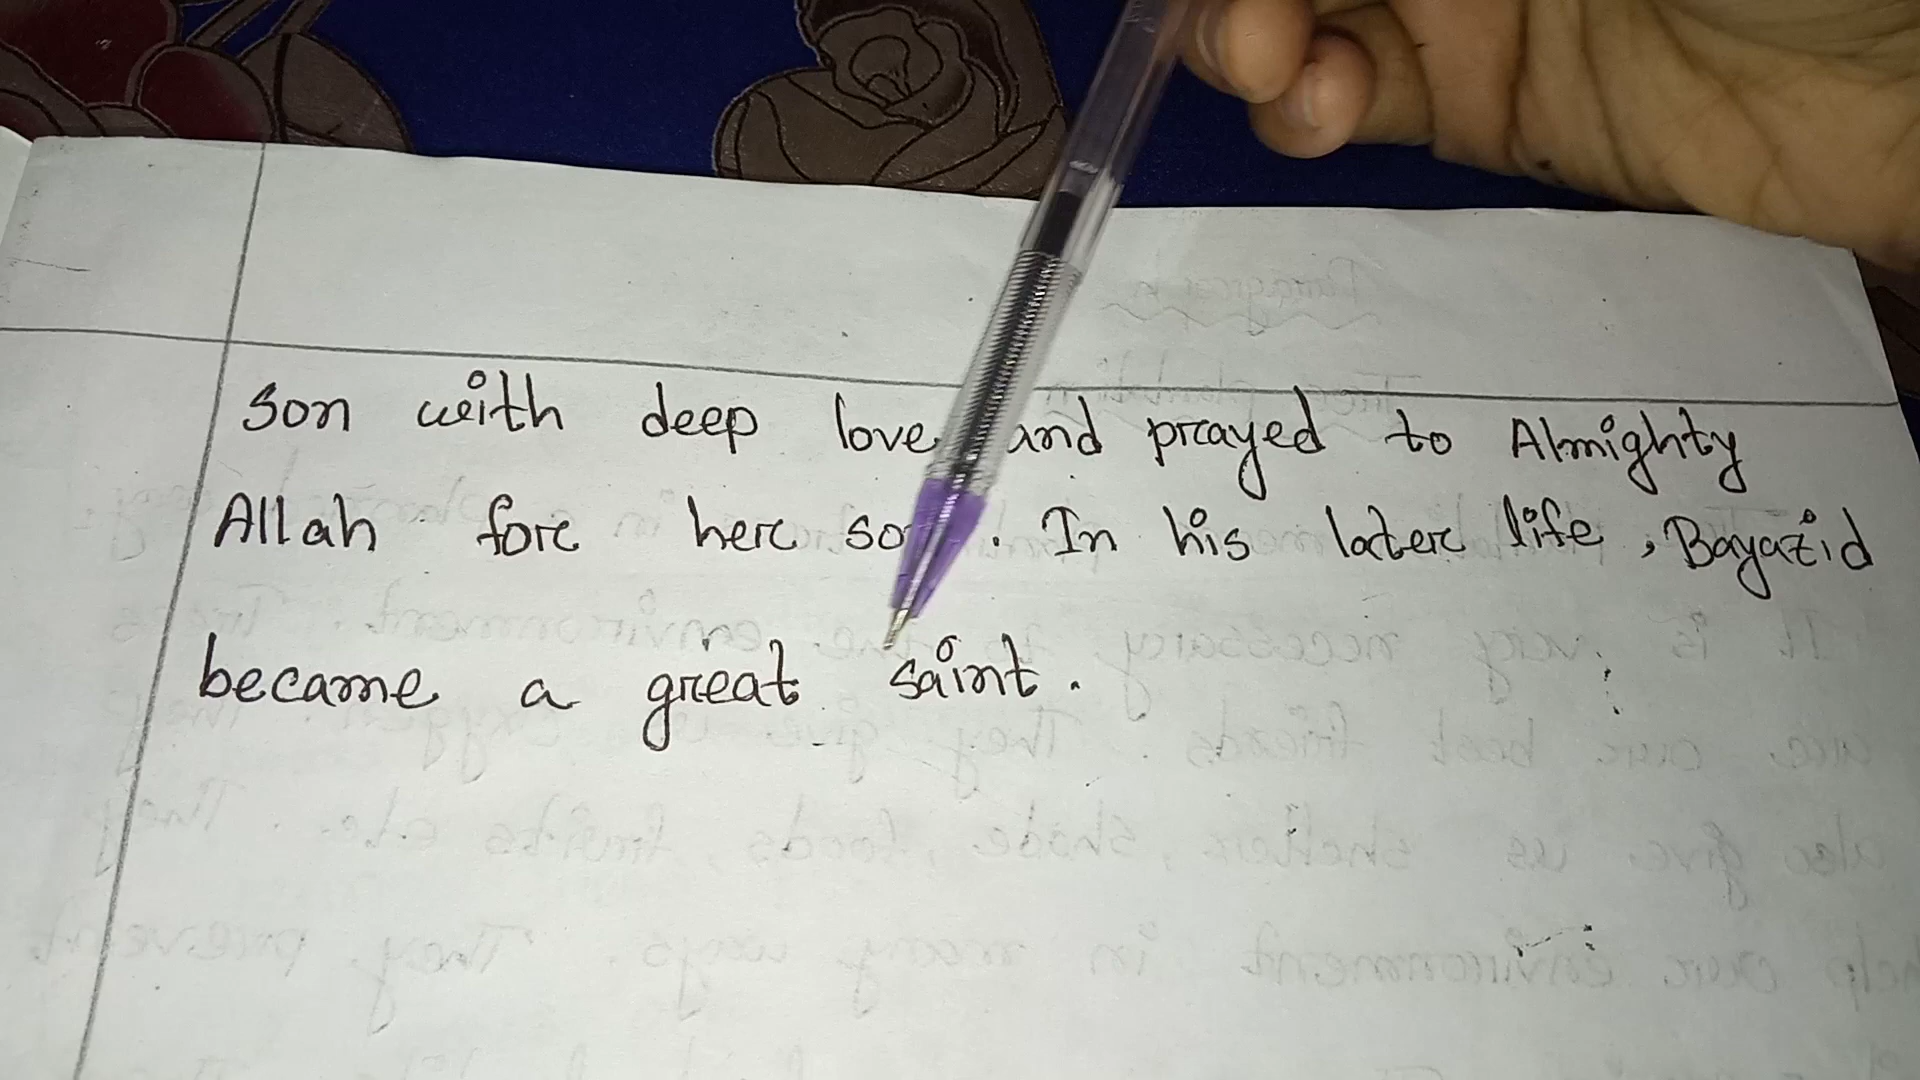 son with deep love and prayed to Almighty
Allah for her so . In his later life , Bayazid
became a great saint .